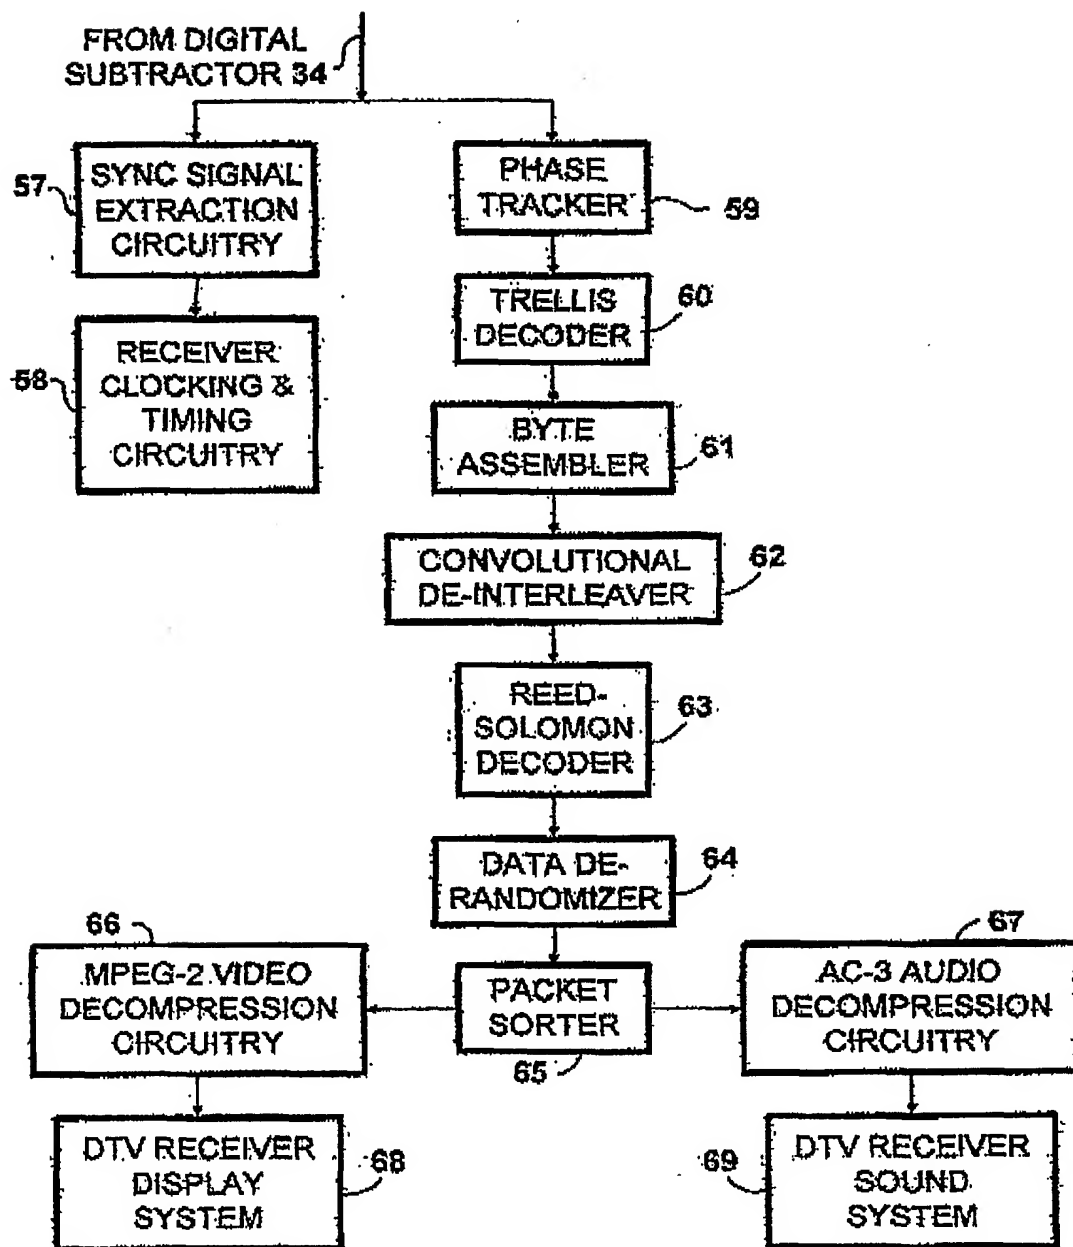 FROM DIGITAL
SUBTRACTOR 34
57
SYNC SIGNAL
EXTRACTION
CIRCUITRY
PHASE
TRACKER
59
58
RECEIVER
CLOCKING &
TIMING
CIRCUITRY
TRELLIS
DECODER
60
BYTE
ASSEMBLER
61
CONVOLUTIONAL
DE-INTERLEAVER
62
REED-
SOLOMON
DECODER
63
DATA DE-
RANDOMIZER
64
66
MPEG-2 VIDEO
DECOMPRESSION
CIRCUITRY
PACKET
SORTER
65
67
AC-3 AUDIO
DECOMPRESSION
CIRCUITRY
DTV RECEIVER
DISPLAY
SYSTEM
68
69
DTV RECEIVER
SOUND
SYSTEM